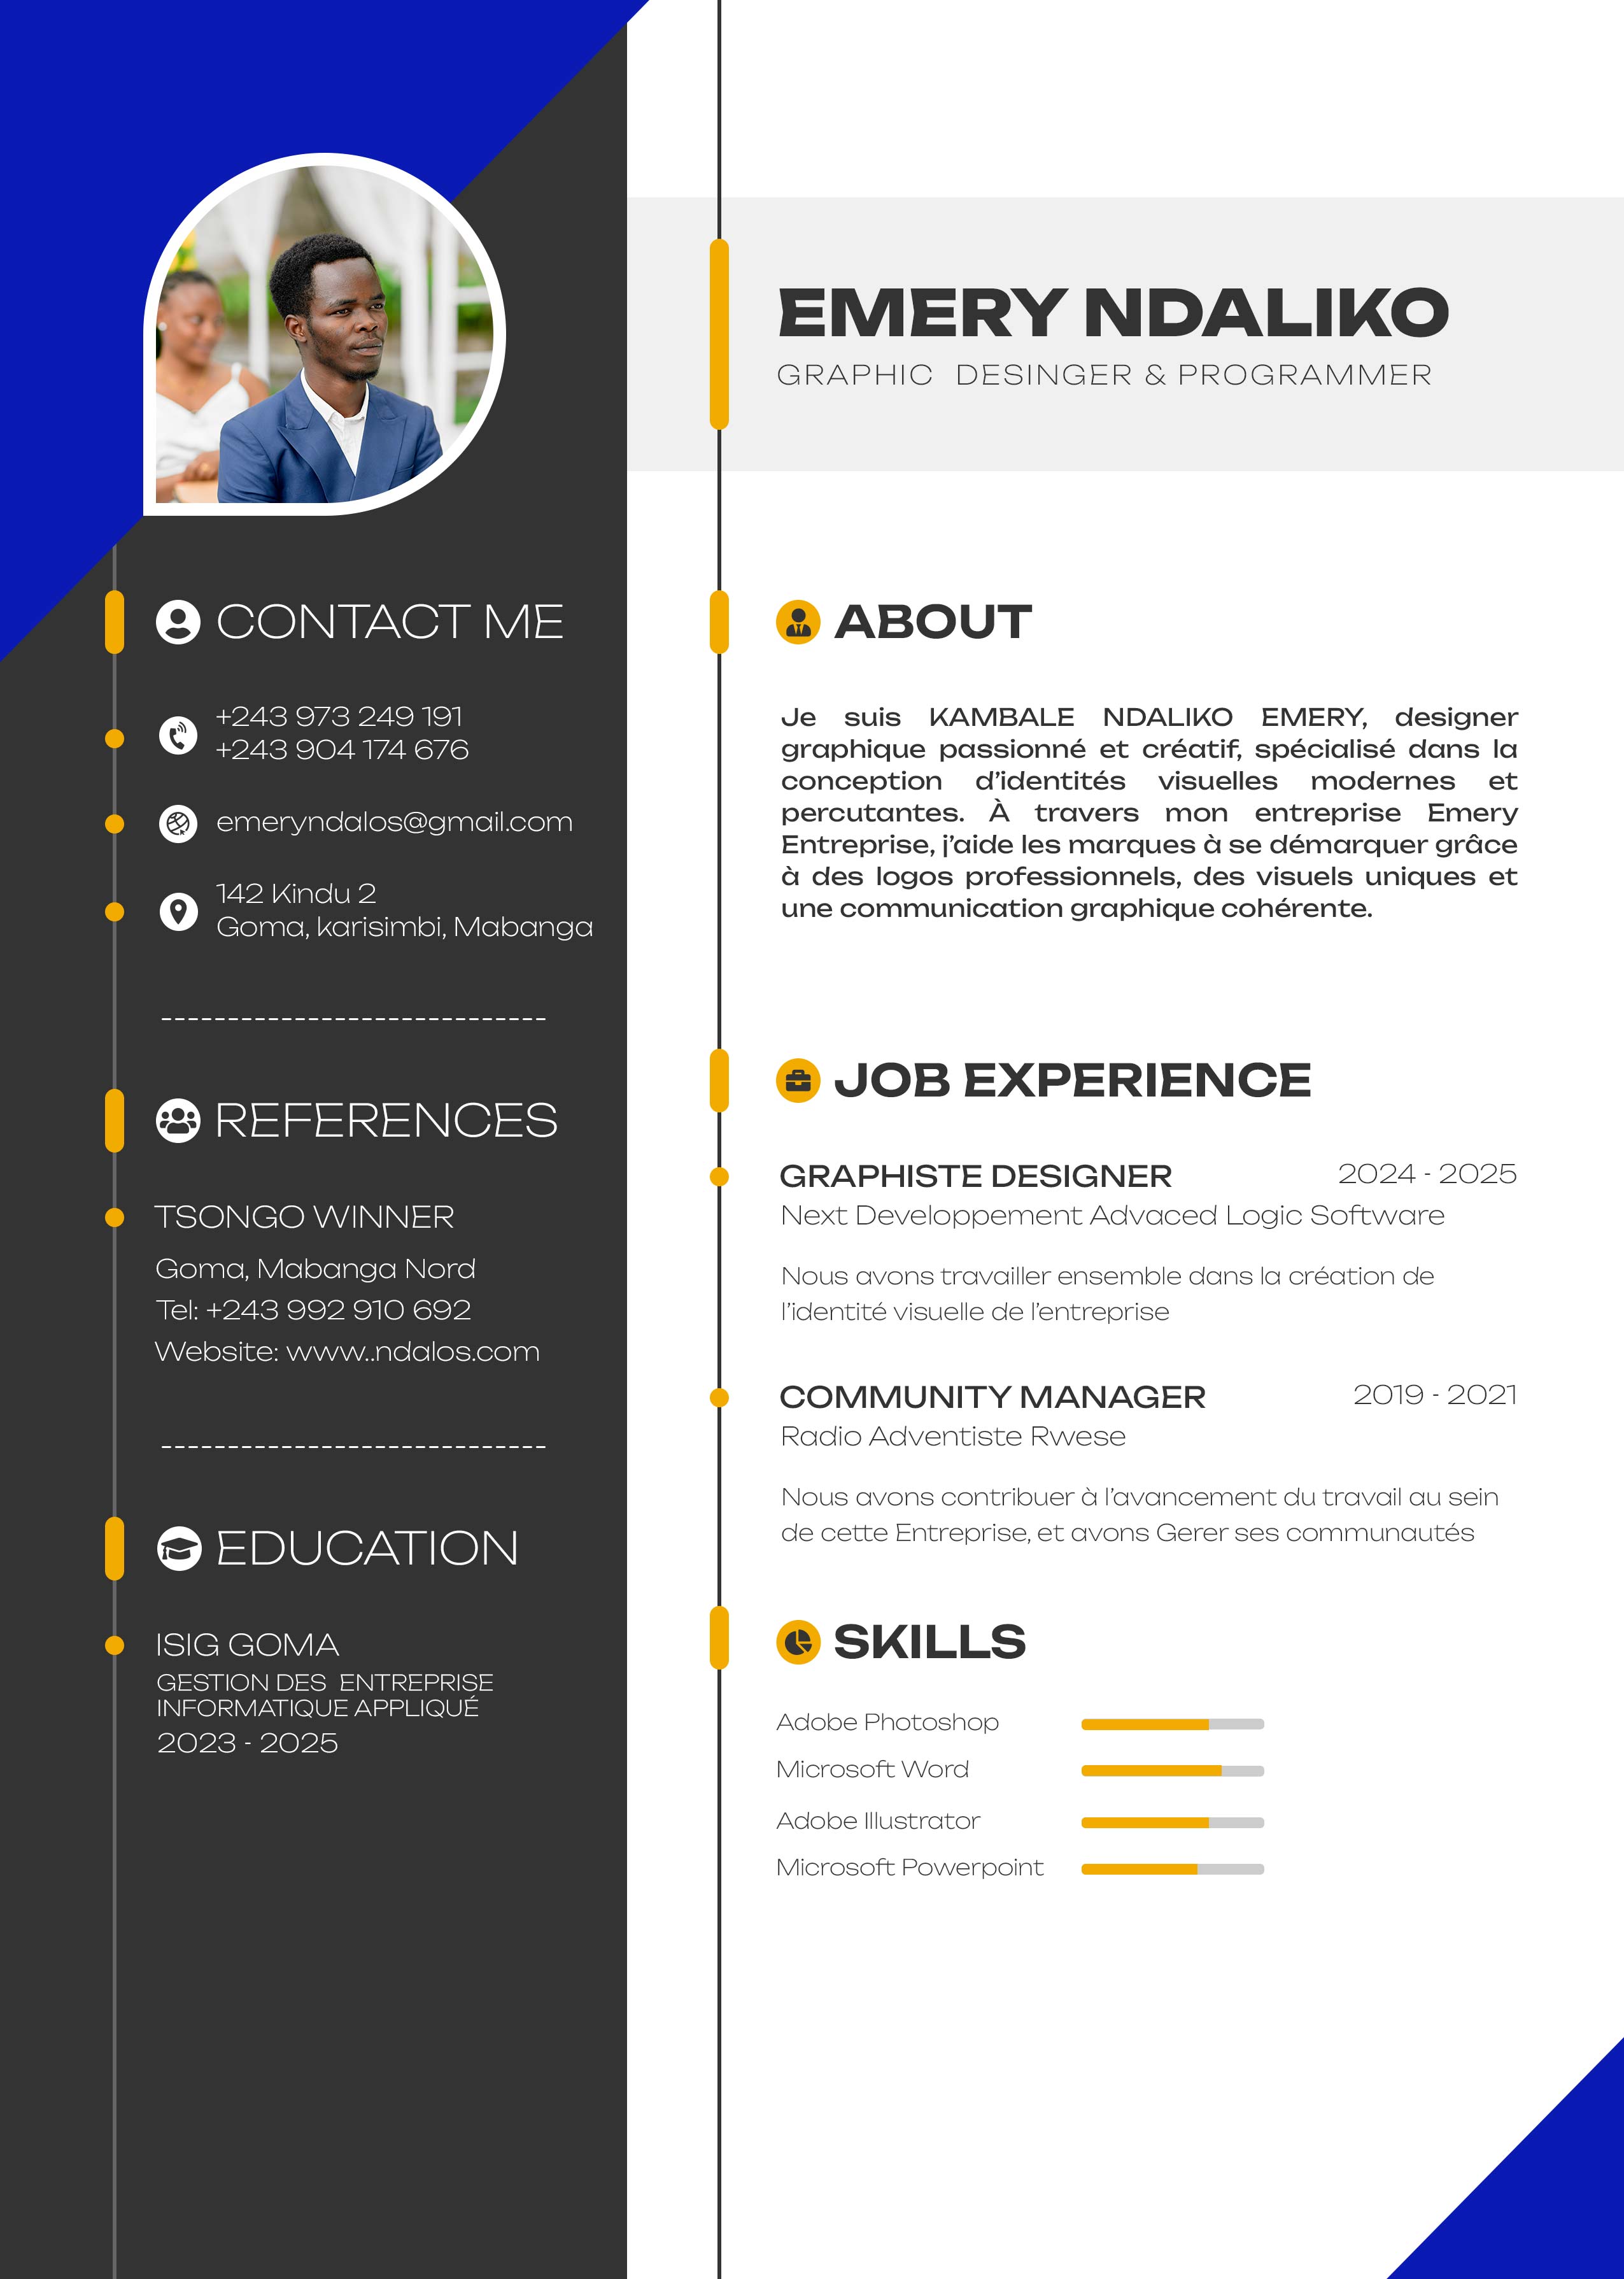 EMERY NDALIKO
GRAPHIC DESINGER & PROGRAMMER
CONTACT ME
+243 973 249 191
+243 904 174 676
emeryndalos@gmail.com
142 Kindu 2
Goma, karisimbi, Mabanga
------------------------------
REFERENCES
TSONGO WINNER
Goma, Mabanga Nord
Tel: +243 992 910 692
Website: www..ndalos.com
------------------------------
EDUCATION
ISIG GOMA
GESTION DES ENTREPRISE
INFORMATIQUE APPLIQUÉ
2023 - 2025
ABOUT
Je suis KAMBALE NDALIKO EMERY, designer
graphique passionné et créatif, spécialisé dans la
conception d’identités visuelles modernes et
percutantes. À travers mon entreprise Emery
Entreprise, j’aide les marques à se démarquer grâce
à des logos professionnels, des visuels uniques et
une communication graphique cohérente.
JOB EXPERIENCE
GRAPHISTE DESIGNER 2024 - 2025
Next Developpement Advaced Logic Software
Nous avons travailler ensemble dans la création de
l’identité visuelle de l’entreprise
COMMUNITY MANAGER 2019 - 2021
Radio Adventiste Rwese
Nous avons contribuer à l’avancement du travail au sein
de cette Entreprise, et avons Gerer ses communautés
SKILLS
Adobe Photoshop
Microsoft Word
Adobe Illustrator
Microsoft Powerpoint